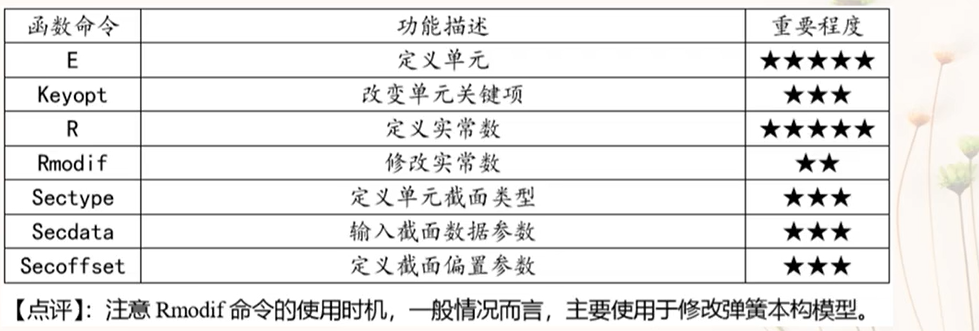 函数命令 功能描述 重要程度
E 定义单元 ★★★★★
Keyopt 改变单元关键项 ★★★
R 定义实常数 ★★★★★
Rmodif 修改实常数 ★★
Sectype 定义单元截面类型 ★★★
Secdata 输入截面数据参数 ★★★
Secoffset 定义截面偏置参数 ★★★
【点评】：注意 Rmodif 命令的使用时机，一般情况而言，主要使用于修改弹簧本构模型。